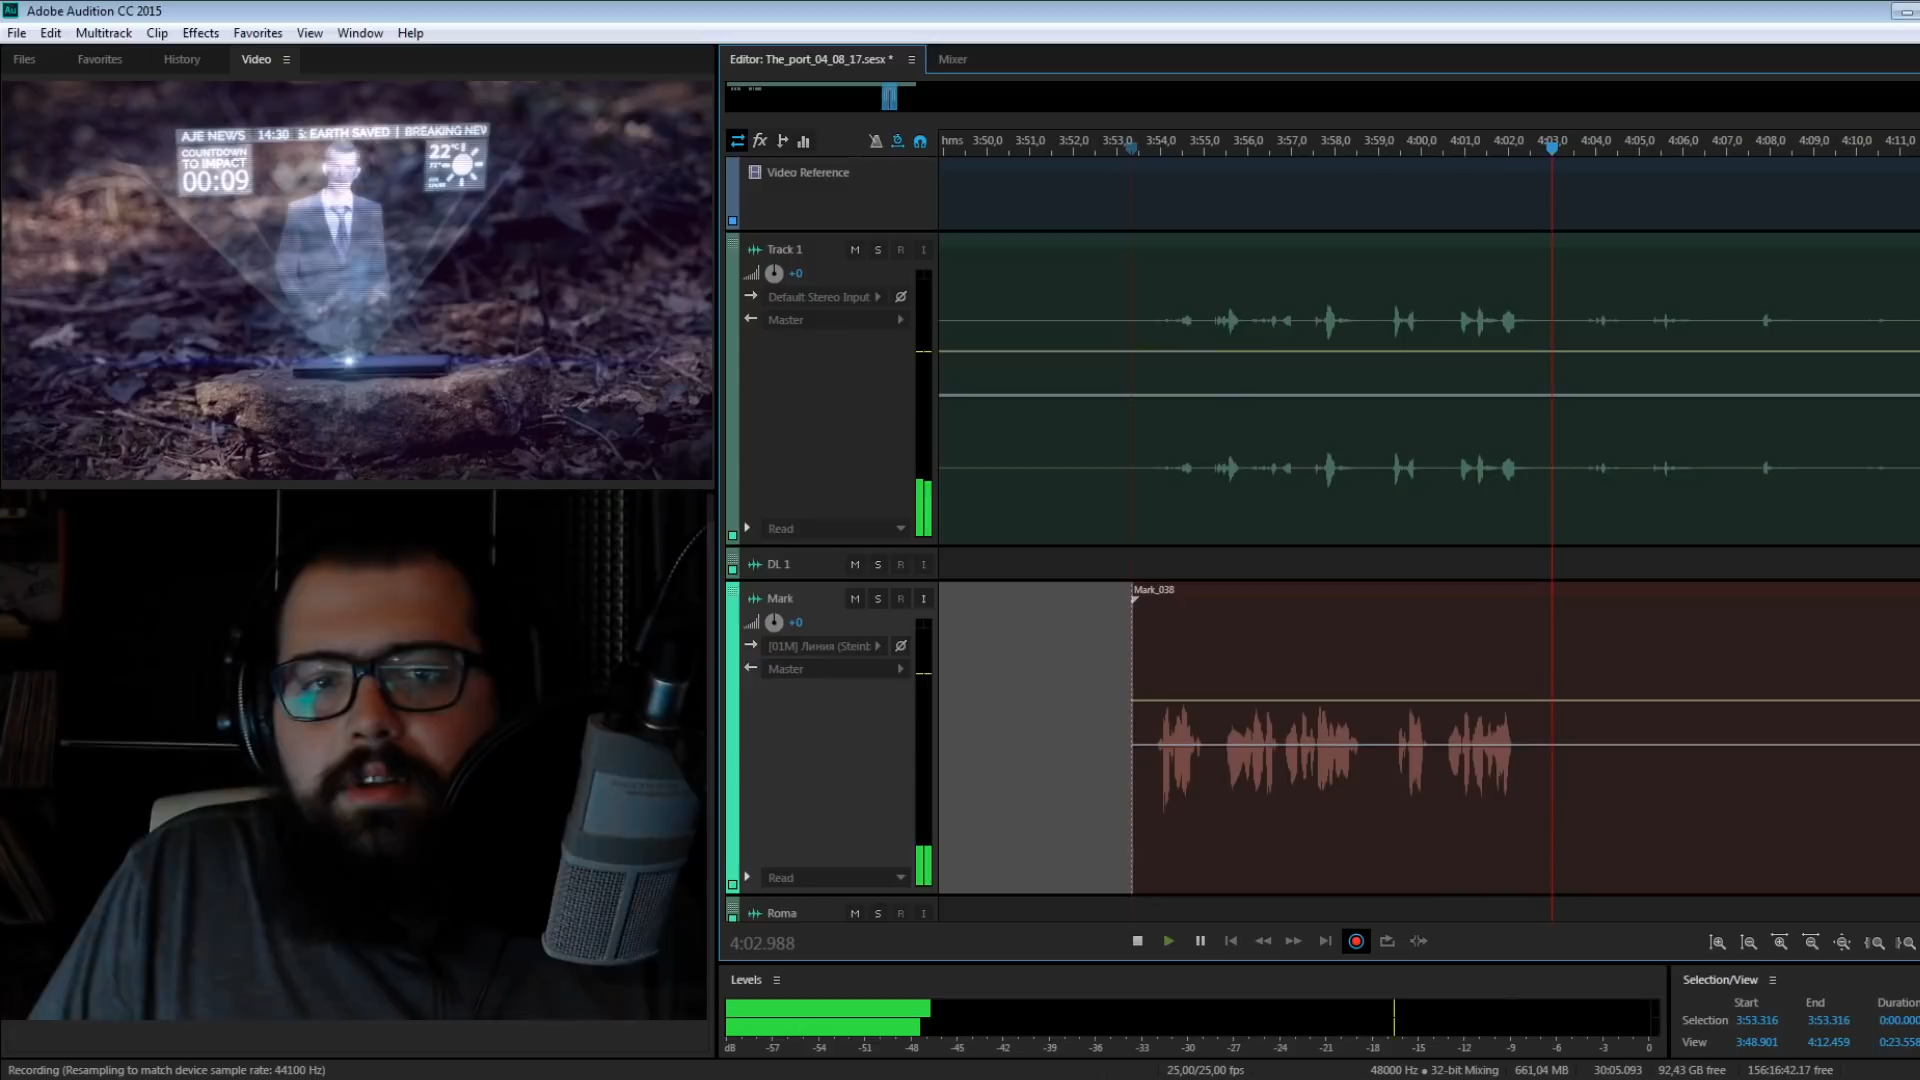 Au Adobe Audition CC 2015
File Edit Multitrack Clip Effects Favorites View Window Help
Files Favorites History Video
Editor: The_port_04_08_17.sesx * Mixer
AJE NEWS 14:30 S: EARTH SAVED | BREAKING NEW
COUNTDOWN
TO IMPACT
00:09
22°C
fx
hms 3:50,0 3:51,0 3:52,0 3:53,0 3:54,0 3:55,0 3:56,0 3:57,0 3:58,0 3:59,0 4:00,0 4:01,0 4:02,0 4:03,0 4:04,0 4:05,0 4:06,0 4:07,0 4:08,0 4:09,0 4:10,0 4:11,0
Video Reference
Track 1 M S R I
+0
Default Stereo Input
Master
Read
DL 1 M S R I
Mark M S R I
+0
[01M] Линия (Steint
Master
Read
Mark_038
Roma M S R I
4:02.988
Levels
dB -57 -54 -51 -48 -45 -42 -39 -36 -33 -30 -27 -24 -21 -18 -15 -12 -9 -6 -3 0
Selection/View
Start End Duration
Selection 3:53.316 3:53.316 0:00.000
View 3:48.901 4:12.459 0:23.558
Recording (Resampling to match device sample rate: 44100 Hz) 25,00/25,00 fps 48000 Hz • 32-bit Mixing 661,04 MB 30:05.093 92,43 GB free 156:16:42.17 free